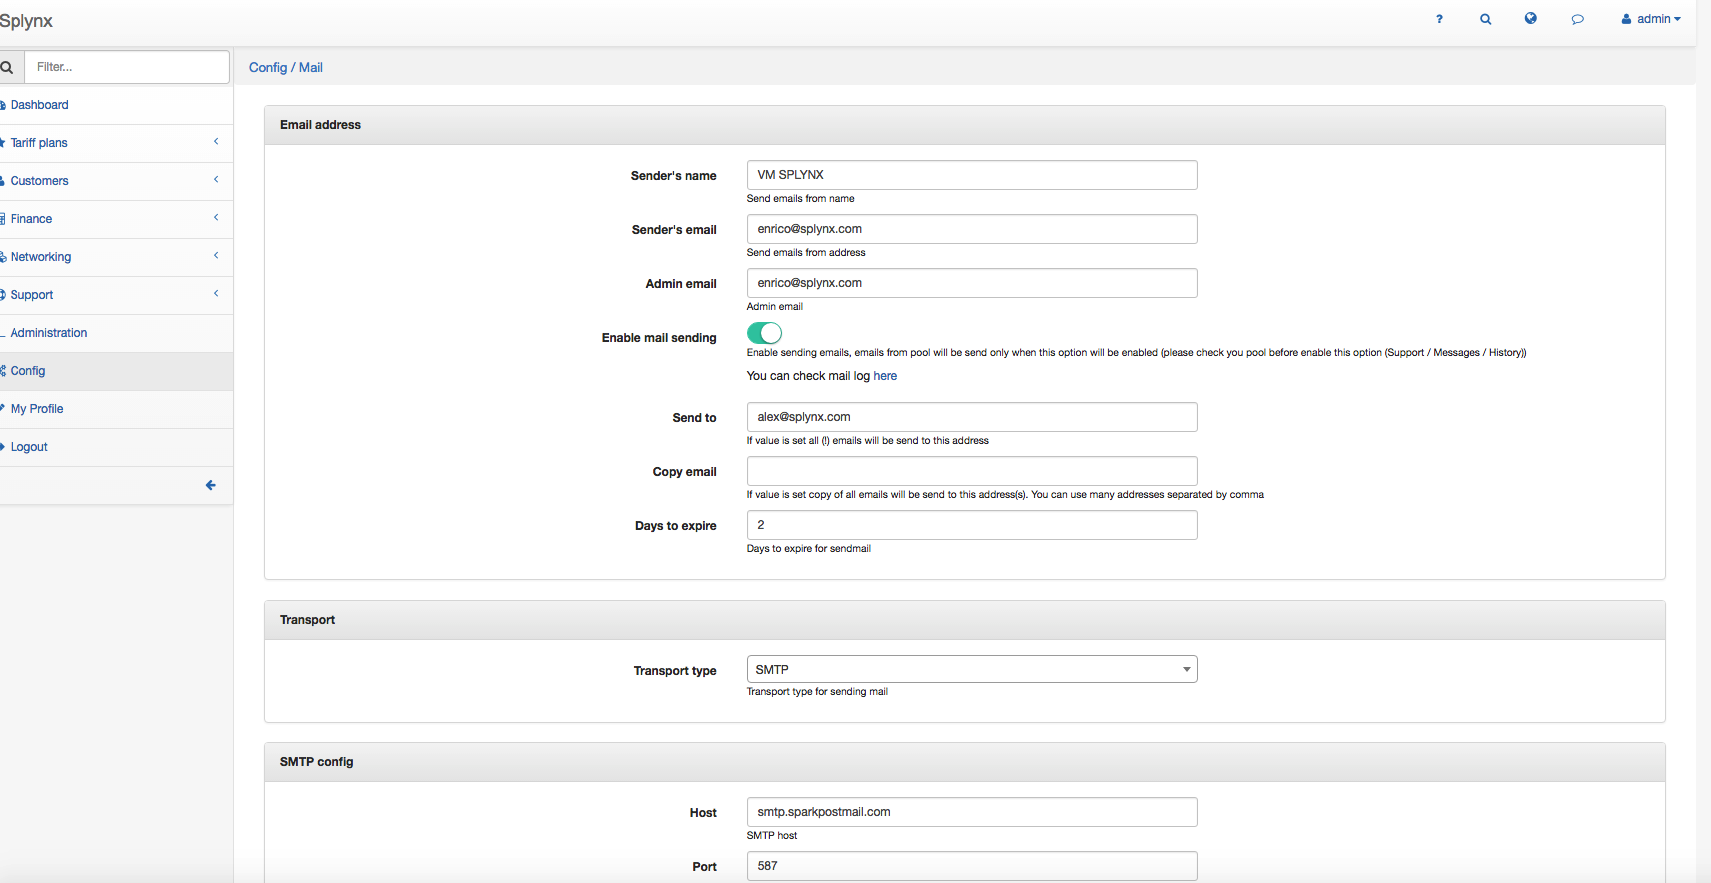 Splynx
?
admin
Filter...
Config / Mail
Dashboard
Tariff plans
Customers
Finance
Networking
Support
Administration
Config
My Profile
Logout
Email address
Sender's name
VM SPLYNX
Send emails from name
Sender's email
enrico@splynx.com
Send emails from address
Admin email
enrico@splynx.com
Admin email
Enable mail sending
Enable sending emails, emails from pool will be send only when this option will be enabled (please check you pool before enable this option (Support / Messages / History))
You can check mail log here
Send to
alex@splynx.com
If value is set all (!) emails will be send to this address
Copy email
If value is set copy of all emails will be send to this address(s). You can use many addresses separated by comma
Days to expire
2
Days to expire for sendmail
Transport
Transport type
SMTP
Transport type for sending mail
SMTP config
Host
smtp.sparkpostmail.com
SMTP host
Port
587